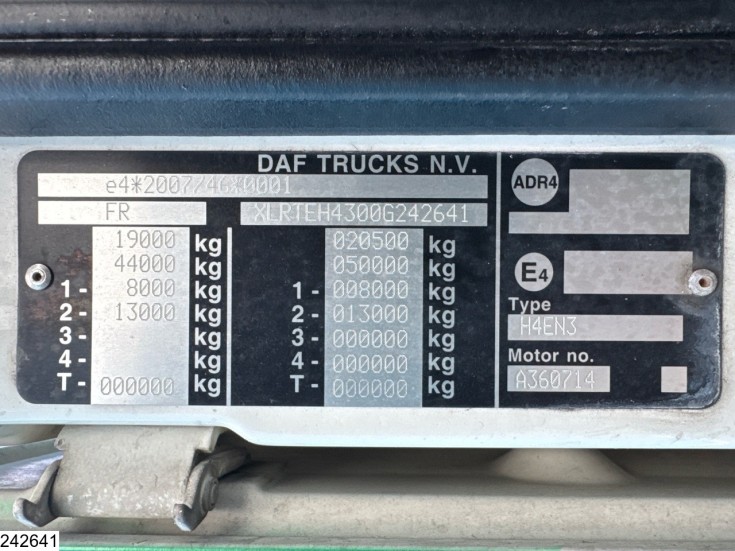 DAF TRUCKS N.V.
e4*2007/46*0001
FR XLRTEH4300G242641
19000 kg 020500 kg
44000 kg 050000 kg
1- 8000 kg 1- 008000 kg
2- 13000 kg 2- 013000 kg
3- kg 3- 000000 kg
4- kg 4- 000000 kg
T- 000000 kg T- 000000 kg
ADR4
E4
Type
H4EN3
Motor no.
A360714
242641